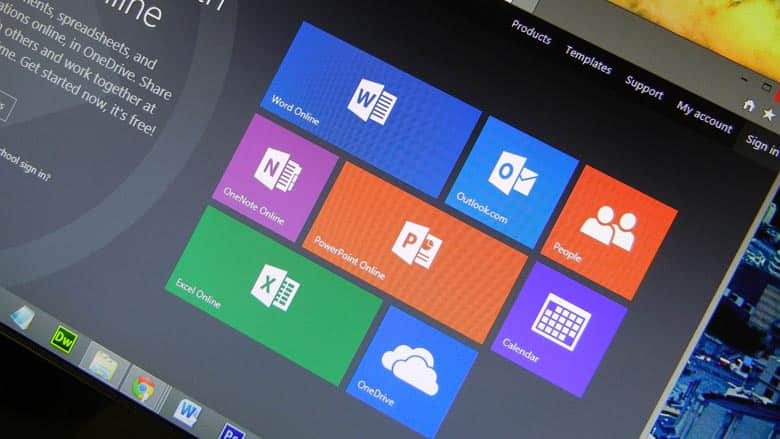 line
ments, spreadsheets, and
ations online, in OneDrive. Share
others and work together at
me. Get started now, it's free!
chool sign in?
Products
Templates
Support
My account
Sign in
Word Online
W
OneNote Online
N
Outlook.com
O
PowerPoint Online
P
People
Excel Online
X
Calendar
OneDrive
Dw
W